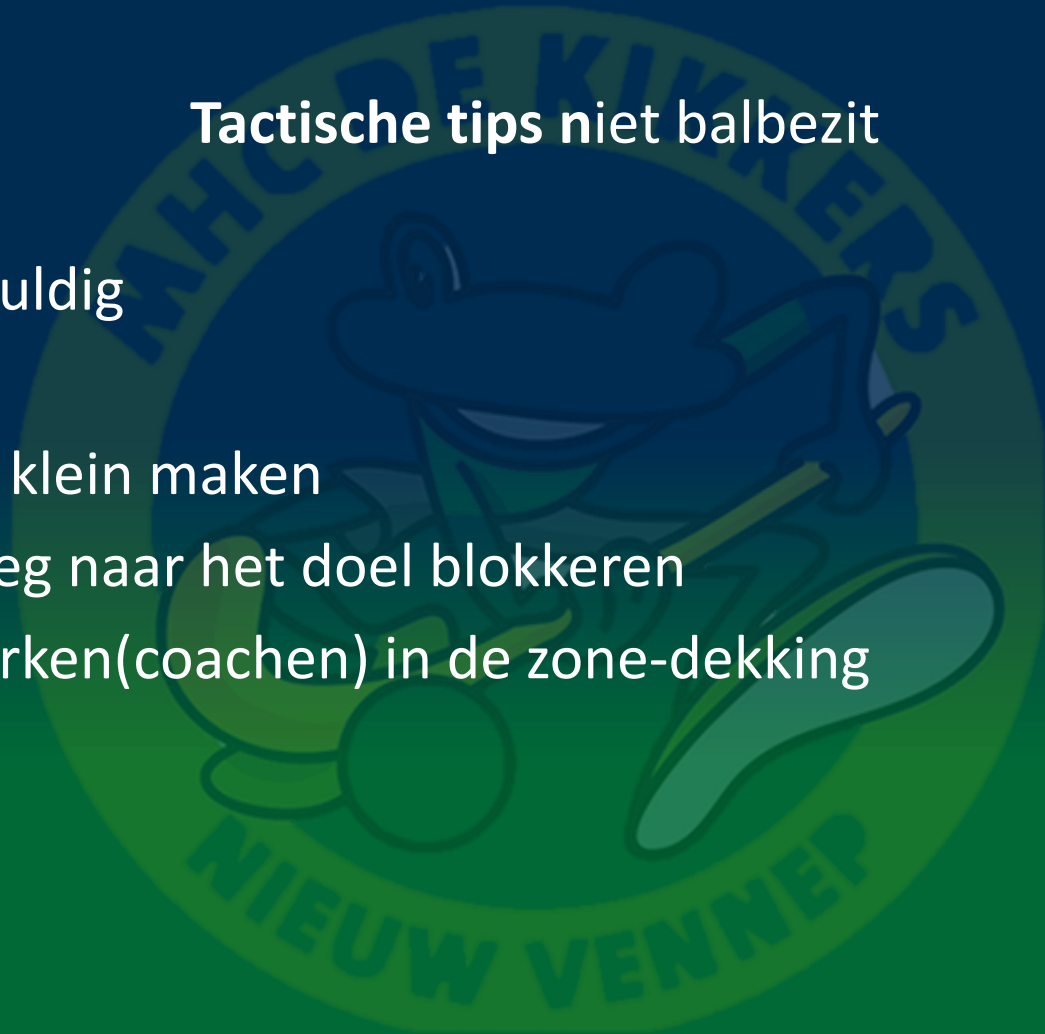 MHC DE KIKKERS
Tactische tips niet balbezit
uldig
klein maken
eg naar het doel blokkeren
rken(coachen) in de zone-dekking
NIEUW VENNEP